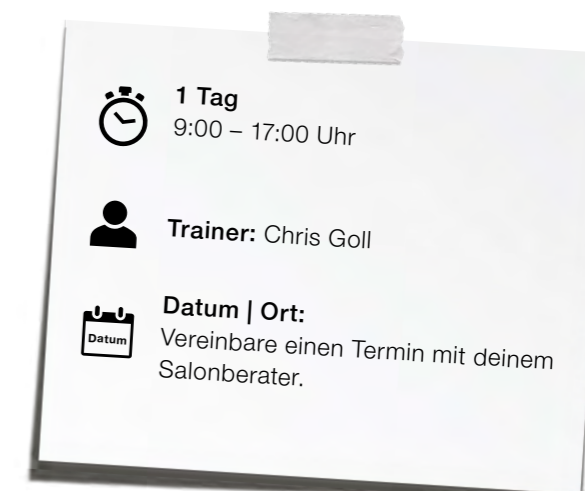 1 Tag
9:00 – 17:00 Uhr
Trainer: Chris Goll
Datum | Ort:
Datum
Vereinbare einen Termin mit deinem
Salonberater.